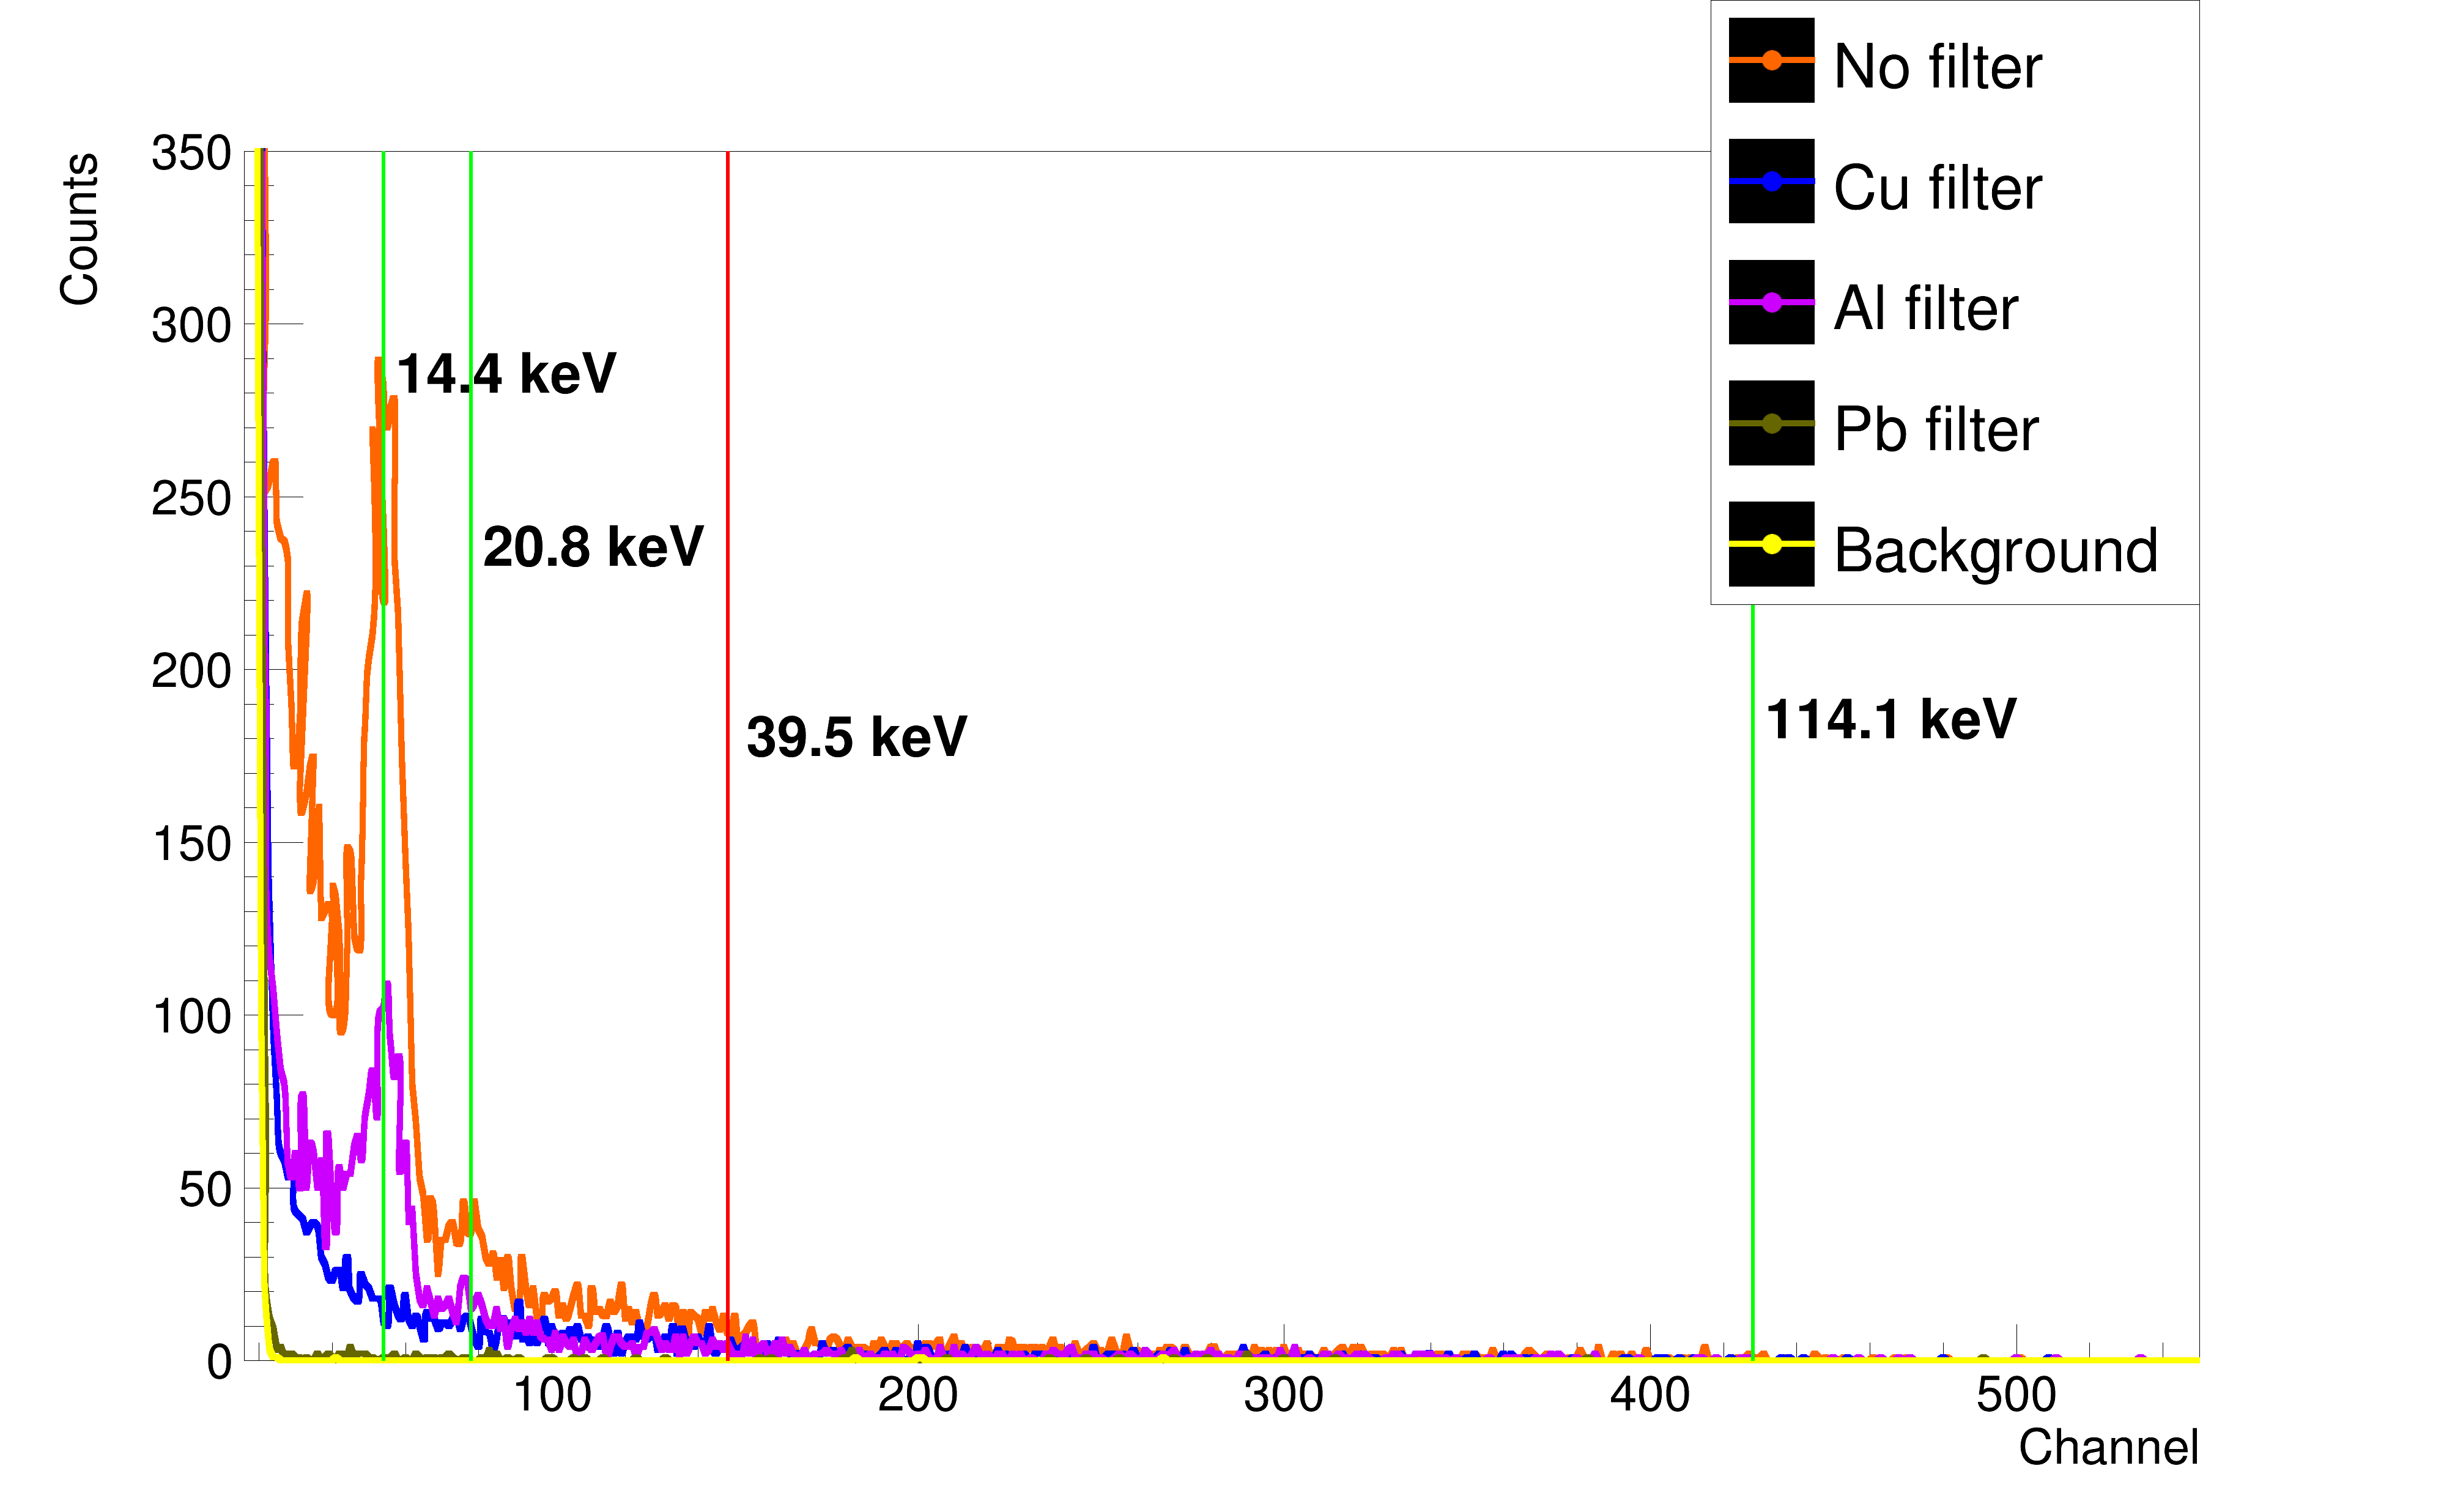 No filter
Cu filter
Al filter
Pb filter
Background
Counts
350
300
250
200
150
100
50
0
14.4 keV
20.8 keV
39.5 keV
114.1 keV
100
200
300
400
500
Channel